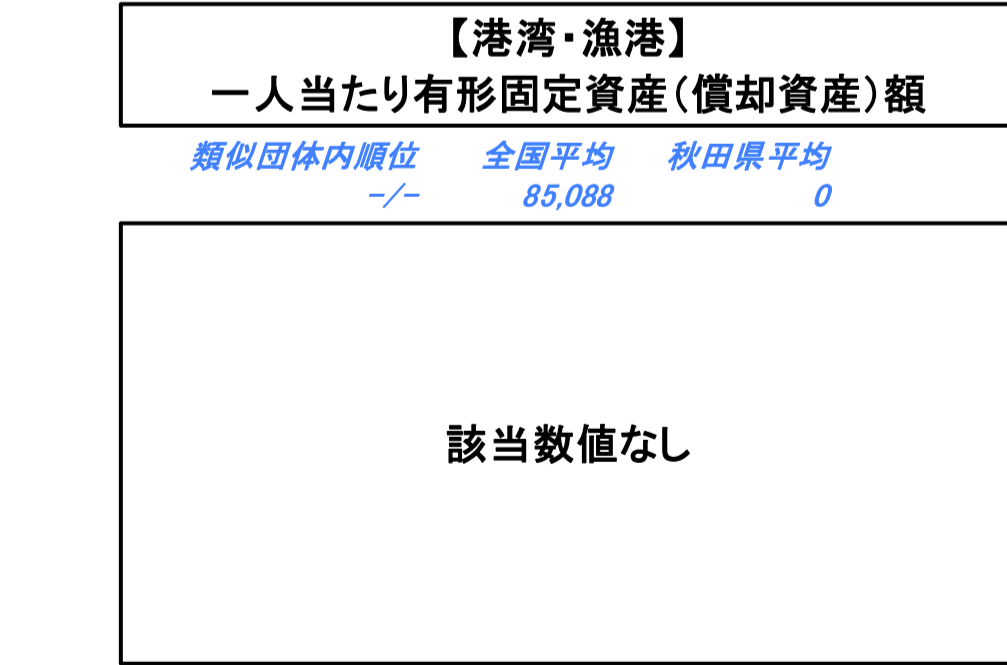 【港湾・漁港】
一人当たり有形固定資産（償却資産）額
類似団体内順位 全国平均 秋田県平均
-/- 85,088 0
該当数値なし